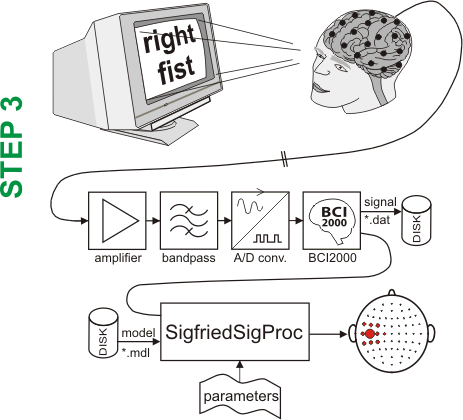 STEP 3
right
fist
amplifier
bandpass
A/D conv.
BCI
2000
BCI2000
signal
*.dat
DISK
DISK
model
*.mdl
SigfriedSigProc
parameters